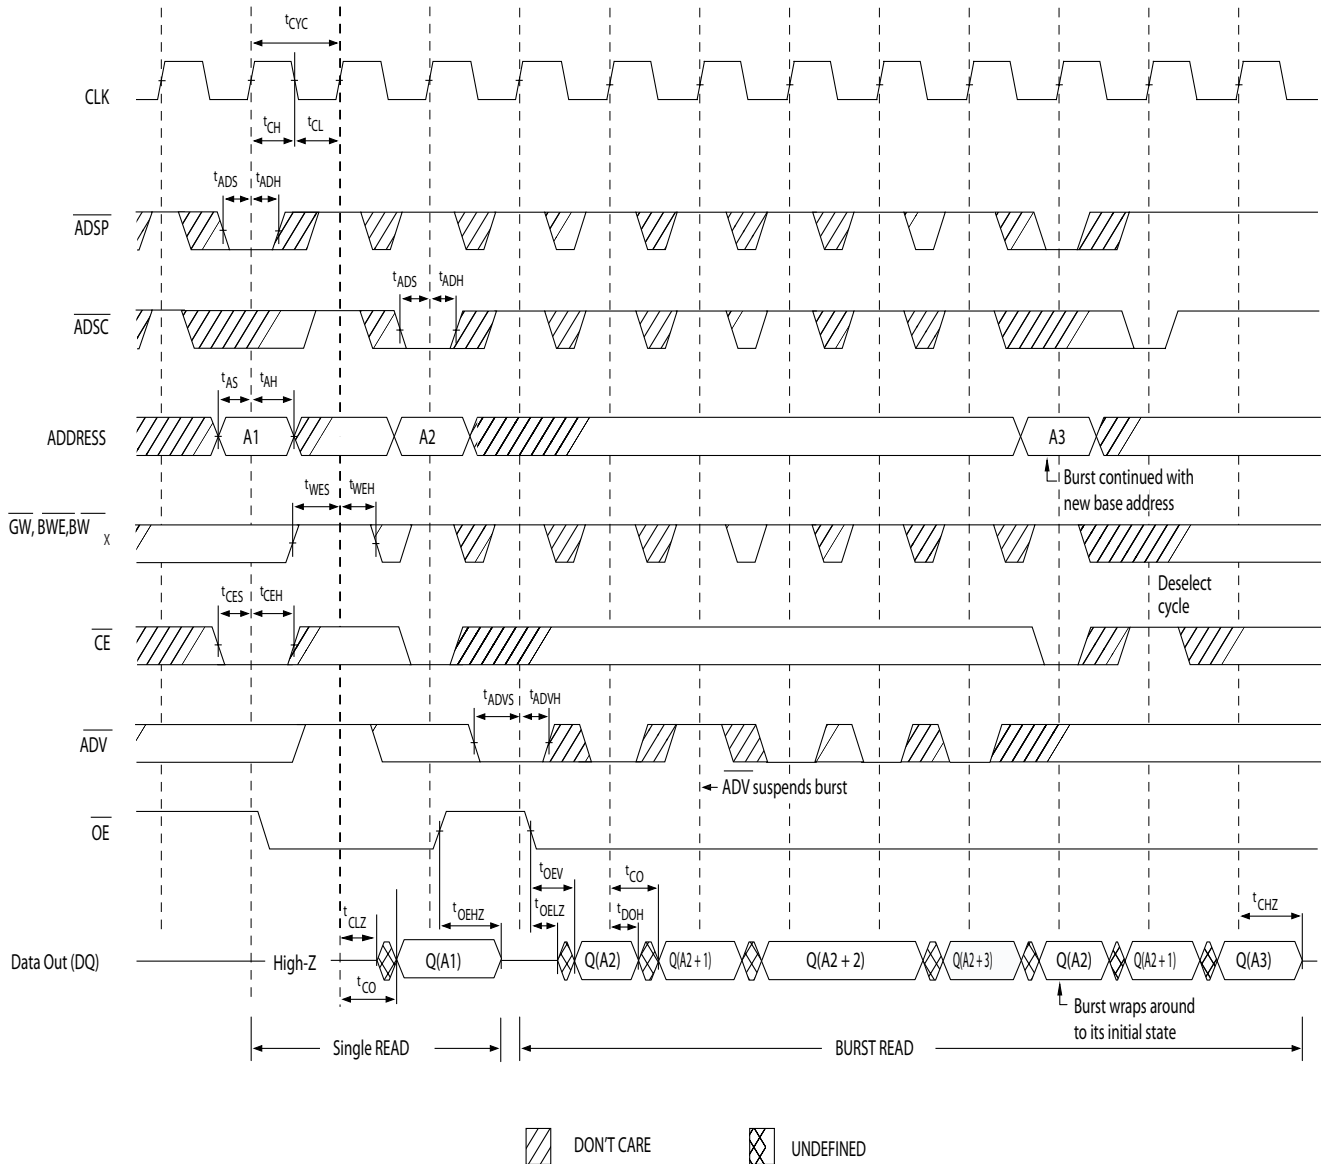 tCYC
CLK
tCH
tCL
tADS
tADH
ADSP
tADS
tADH
ADSC
tAS
tAH
ADDRESS
A1
A2
A3
Burst continued with
new base address
tWES
tWEH
GW, BWE,BW X
Deselect
cycle
tCES
tCEH
CE
tADVS
tADVH
ADV
ADV suspends burst
OE
tOEV
tCO
tCLZ
tOEHZ
tOELZ
tDOH
tCHZ
Data Out (DQ)
High-Z
Q(A1)
Q(A2)
Q(A2 + 1)
Q(A2 + 2)
Q(A2 + 3)
Q(A2)
Q(A2 + 1)
Q(A3)
tCO
Burst wraps around
to its initial state
Single READ
BURST READ
DON'T CARE
UNDEFINED